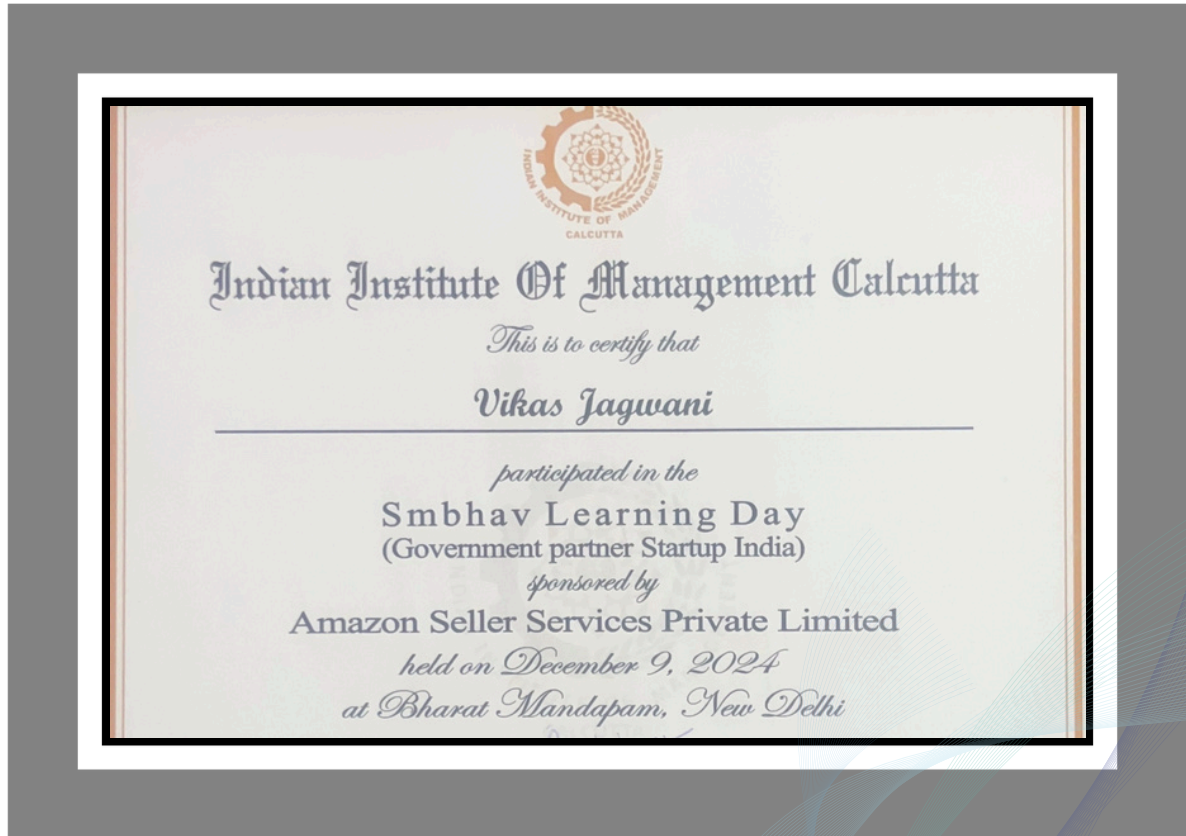 INDIAN INSTITUTE OF MANAGEMENT
CALCUTTA
Indian Institute Of Management Calcutta
This is to certify that
Vikas Jagwani
participated in the
Smbhav Learning Day
(Government partner Startup India)
sponsored by
Amazon Seller Services Private Limited
held on December 9, 2024
at Bharat Mandapam, New Delhi